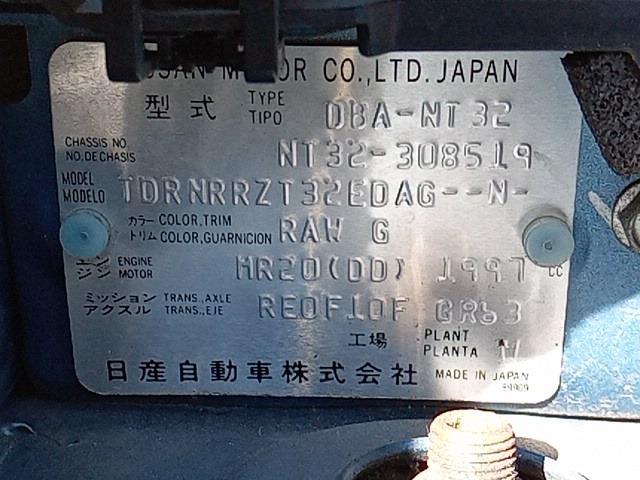 SSAN MOTOR CO.,LTD. JAPAN
型式 TYPE TIPO DBA-NT32
CHASSIS NO. NO. DE CHASIS NT32-308519
MODEL MODELO TDRNRRZT32EDAG--N-
カラー トリム COLOR,TRIM COLOR,GUARNICION RAW G
エンジン ENGINE MOTOR MR20(DD) 1997 CC
ミッション アクスル TRANS.,AXLE TRANS.,EJE RE0F10F GR63
工場 PLANT PLANTA
日産自動車株式会社 MADE IN JAPAN